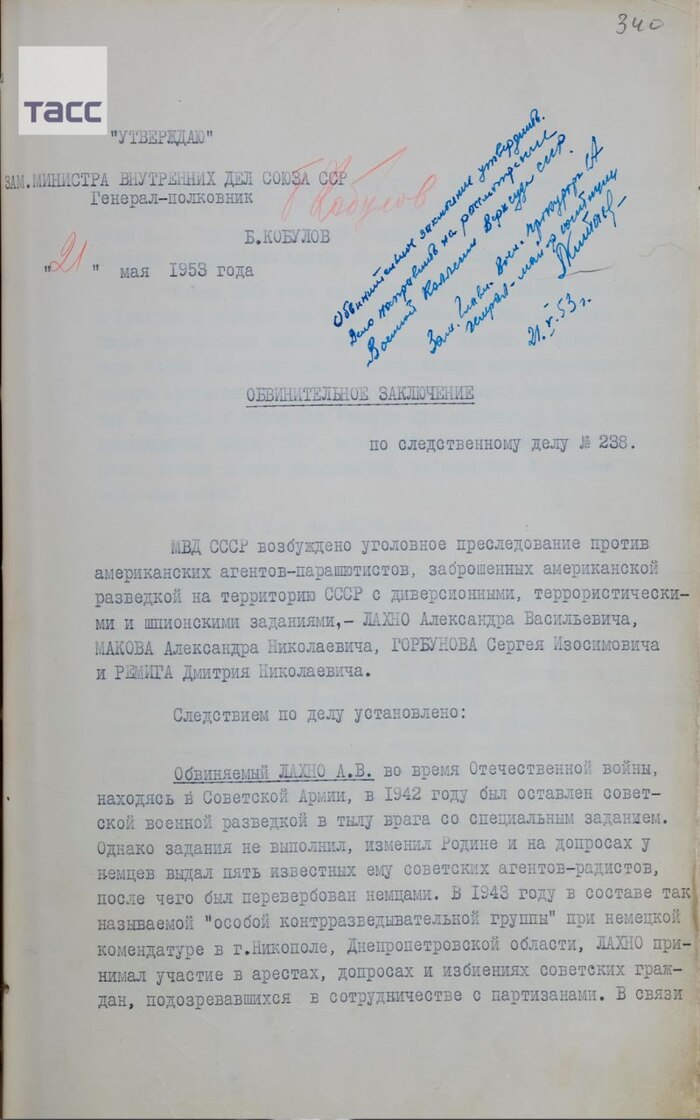 340
ТАСС
"УТВЕРЖДАЮ"
ЗАМ.МИНИСТРА ВНУТРЕННИХ ДЕЛ СОЮЗА ССР
Генерал-полковник
Б Кобулов
Б.КОБУЛОВ
"21" мая 1953 года
Обвинительное заключение утвердить.
Дело направить на рассмотрение
Военной Коллегии Верхсуда СССР.
Зам. Главн. Воен. Прокурора СА
генерал-майор юстиции
21.V.53 г.
ОБВИНИТЕЛЬНОЕ ЗАКЛЮЧЕНИЕ
по следственному делу № 238.
МВД СССР возбуждено уголовное преследование против
американских агентов-парашютистов, заброшенных американской
разведкой на территорию СССР с диверсионными, террористически-
ми и шпионскими заданиями,- ЛАХНО Александра Васильевича,
МАКОВА Александра Николаевича, ГОРБУНОВА Сергея Изосимовича
и РЕМИГА Дмитрия Николаевича.
Следствием по делу установлено:
Обвиняемый ЛАХНО А.В. во время Отечественной войны,
находясь в Советской Армии, в 1942 году был оставлен совет-
ской военной разведкой в тылу врага со специальным заданием.
Однако задания не выполнил, изменил Родине и на допросах у
немцев выдал пять известных ему советских агентов-радистов,
после чего был перевербован немцами. В 1943 году в составе так
называемой "особой контрразведывательной группы" при немецкой
комендатуре в г.Никополе, Днепропетровской области, ЛАХНО при-
нимал участие в арестах, допросах и избиениях советских граж-
дан, подозревавшихся в сотрудничестве с партизанами. В связи